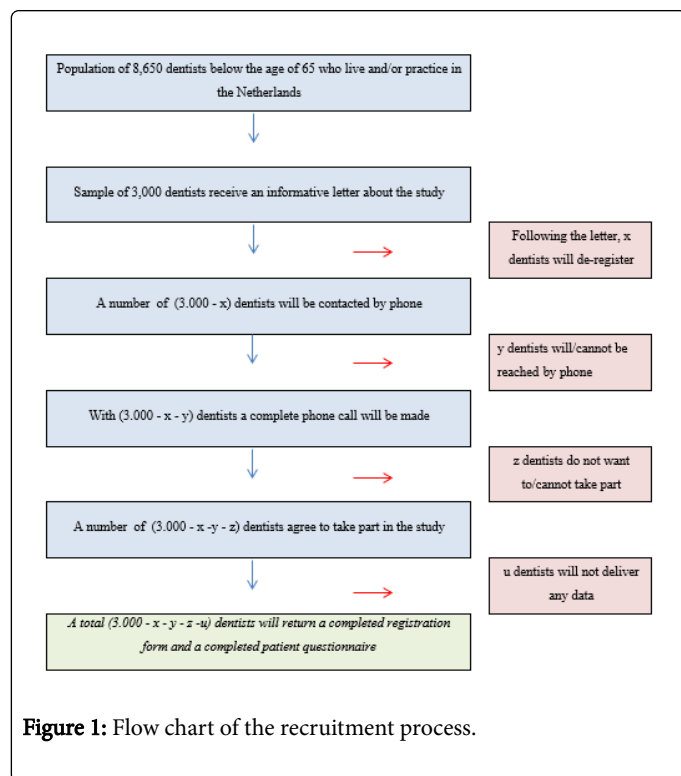 Population of 8,650 dentists below the age of 65 who live and/or practice in
the Netherlands
Sample of 3,000 dentists receive an informative letter about the study
Following the letter, x
dentists will de-register
A number of (3.000 - x) dentists will be contacted by phone
y dentists will/cannot be
reached by phone
With (3.000 - x - y) dentists a complete phone call will be made
z dentists do not want
to/cannot take part
A number of (3.000 - x -y - z) dentists agree to take part in the study
u dentists will not deliver
any data
A total (3.000 - x - y - z -u) dentists will return a completed registration
form and a completed patient questionnaire
Figure 1: Flow chart of the recruitment process.